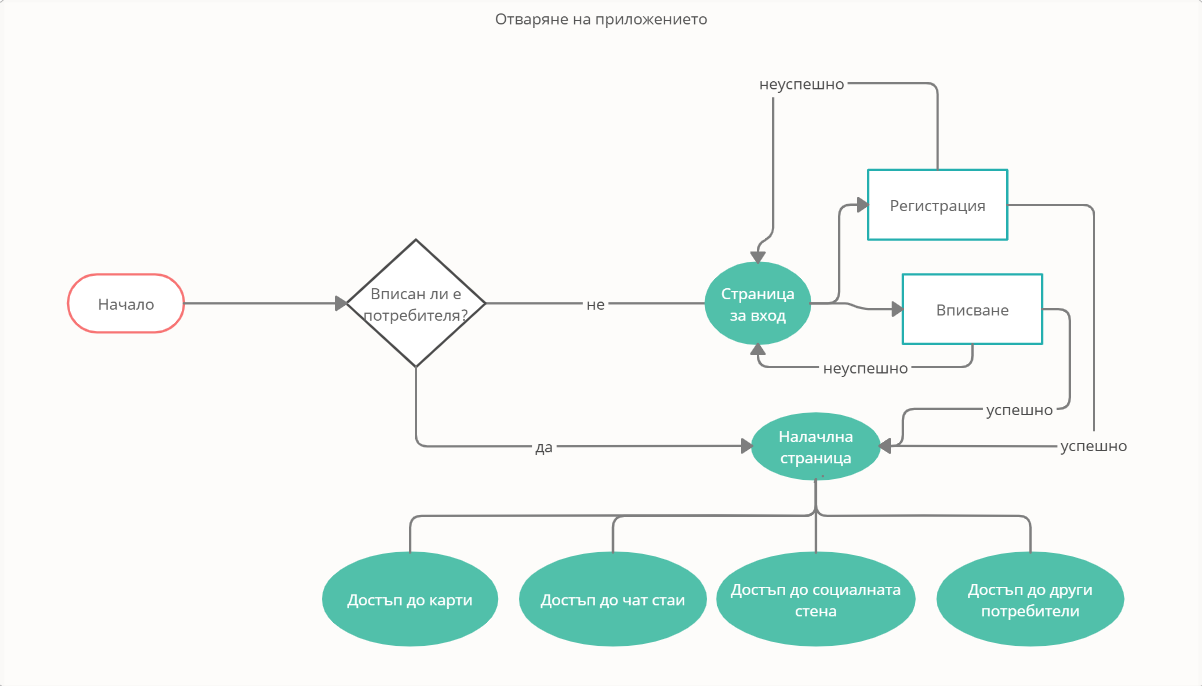 Отваряне на приложението
неуспешно
Регистрация
Начало
Вписан ли е
потребителя?
не
Страница
за вход
Вписване
неуспешно
успешно
да
Налачлна
страница
успешно
Достъп до карти
Достъп до чат стаи
Достъп до социалната
стена
Достъп до други
потребители